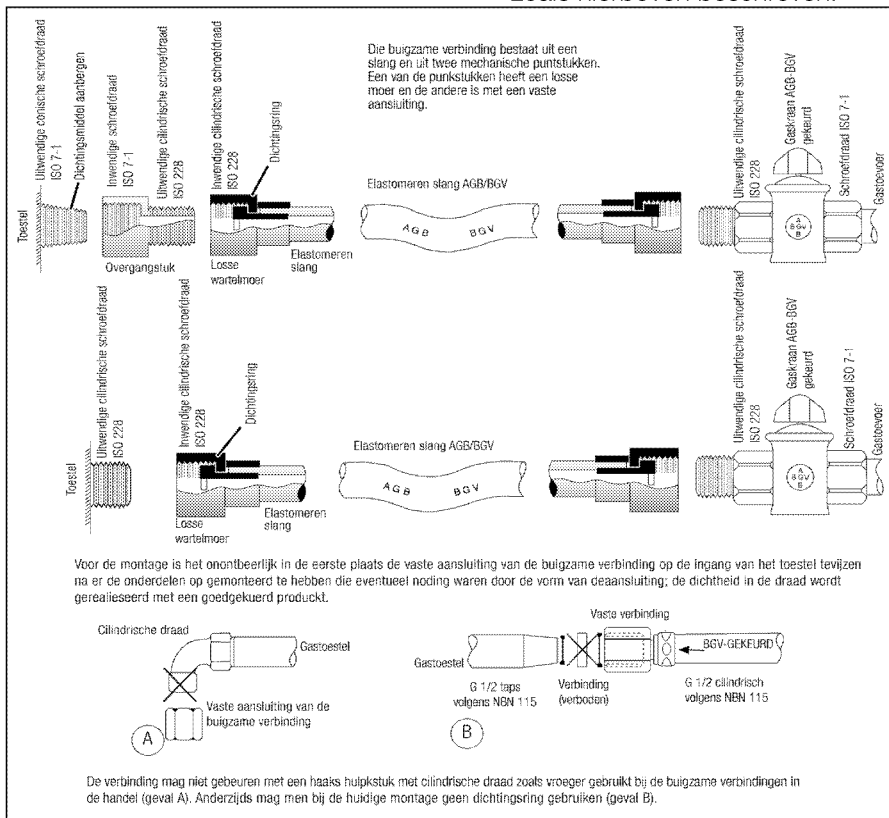 Die buigzame verbinding bestaat uit een
slang en uit twee mechanische puntstukken.
Een van de punkstukken heeft een losse
moer en de andere is met een vaste
aansluiting.
Toestel
Uitwendige conische schroefdraad
ISO 7-1
Dichtingsmiddel aanbergen
Inwendige schroefdraad
ISO 7-1
Uitwendige cilindrische schroefdraad
ISO 228
Overgangstuk
Inwendige cilindrische schroefdraad
ISO 228
Dichtingsring
Losse
wartelmoer
Elastomeren
slang
Elastomeren slang AGB/BGV
AGB BGV
Uitwendige cilindrische schroefdraad
ISO 228
Gaskraan AGB-BGV
gekeurd
A
BGV
B
Schroefdraad ISO 7-1
Gastoevoer
Toestel
Uitwendige cilindrische schroefdraad
ISO 228
Inwendige cilindrische schroefdraad
ISO 228
Dichtingsring
Losse
wartelmoer
Elastomeren
slang
Elastomeren slang AGB/BGV
AGB BGV
Uitwendige cilindrische schroefdraad
ISO 228
Gaskraan AGB-BGV
gekeurd
A
BGV
B
Schroefdraad ISO 7-1
Gastoevoer
Voor de montage is het onontbeerlijk in de eerste plaats de vaste aansluiting van de buigzame verbinding op de ingang van het toestel tevijzen
na er de onderdelen op gemonteerd te hebben die eventueel noding waren door de vorm van deaansluiting; de dichtheid in de draad wordt
gerealieseerd met een goedgekuerd produckt.
Cilindrische draad
Gastoestel
Vaste aansluiting van de
buigzame verbinding
A
Gastoestel
G 1/2 taps
volgens NBN 115
Verbinding
(verboden)
Vaste verbinding
BGV-GEKEURD
G 1/2 cilindrisch
volgens NBN 115
B
De verbinding mag niet gebeuren met een haaks hulpkstuk met cilindrische draad zoals vroeger gebruikt bij de buigzame verbindingen in
de handel (geval A). Anderzijds mag men bij de huidige montage geen dichtingsring gebruiken (geval B).